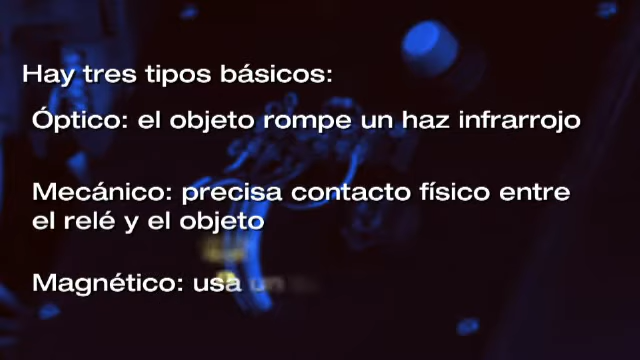 Hay tres tipos básicos:
Óptico: el objeto rompe un haz infrarrojo
Mecánico: precisa contacto físico entre
el relé y el objeto
Magnético: usa un